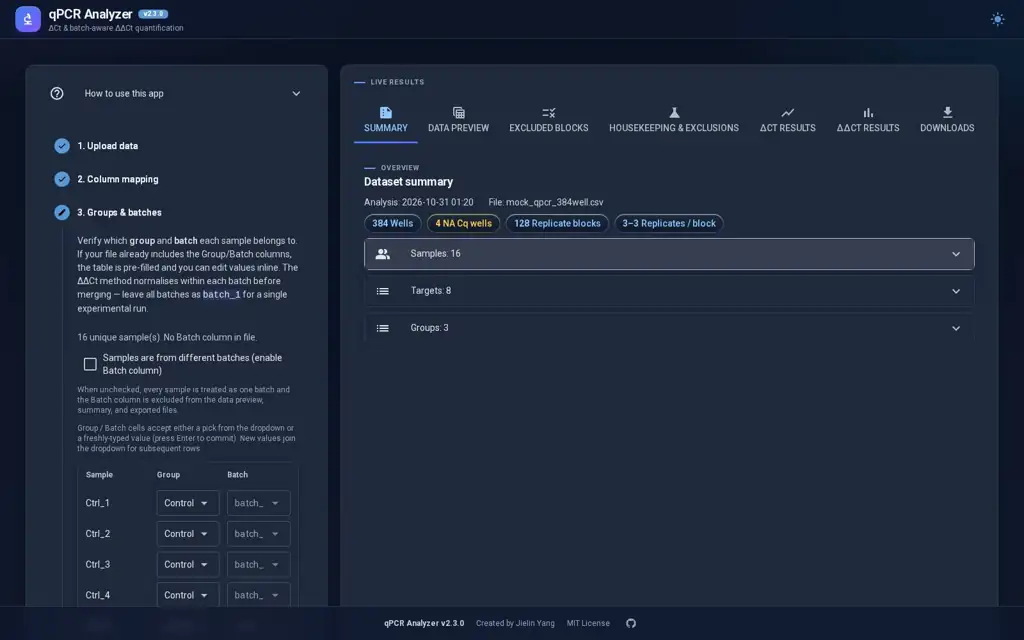 qPCR Analyzer v2.3.0
ΔCt & batch-aware ΔΔCt quantification
How to use this app
1. Upload data
2. Column mapping
3. Groups & batches
Verify which group and batch each sample belongs to.
If your file already includes the Group/Batch columns,
the table is pre-filled and you can edit values inline. The
ΔΔCt method normalises within each batch before
merging — leave all batches as batch_1 for a single
experimental run.
16 unique sample(s). No Batch column in file.
Samples are from different batches (enable
Batch column)
When unchecked, every sample is treated as one batch and
the Batch column is excluded from the data preview,
summary, and exported files.
Group / Batch cells accept either a pick from the dropdown or
a freshly-typed value (press Enter to commit). New values join
the dropdown for subsequent rows.
Sample Group Batch
Ctrl_1 Control batch_
Ctrl_2 Control batch_
Ctrl_3 Control batch_
Ctrl_4 Control batch_
LIVE RESULTS
SUMMARY DATA PREVIEW EXCLUDED BLOCKS HOUSEKEEPING & EXCLUSIONS ΔCT RESULTS ΔΔCT RESULTS DOWNLOADS
OVERVIEW
Dataset summary
Analysis: 2026-10-31 01:20 File: mock_qpcr_384well.csv
384 Wells 4 NA Cq wells 128 Replicate blocks 3–3 Replicates / block
Samples: 16
Targets: 8
Groups: 3
qPCR Analyzer v2.3.0 Created by Jielin Yang MIT License